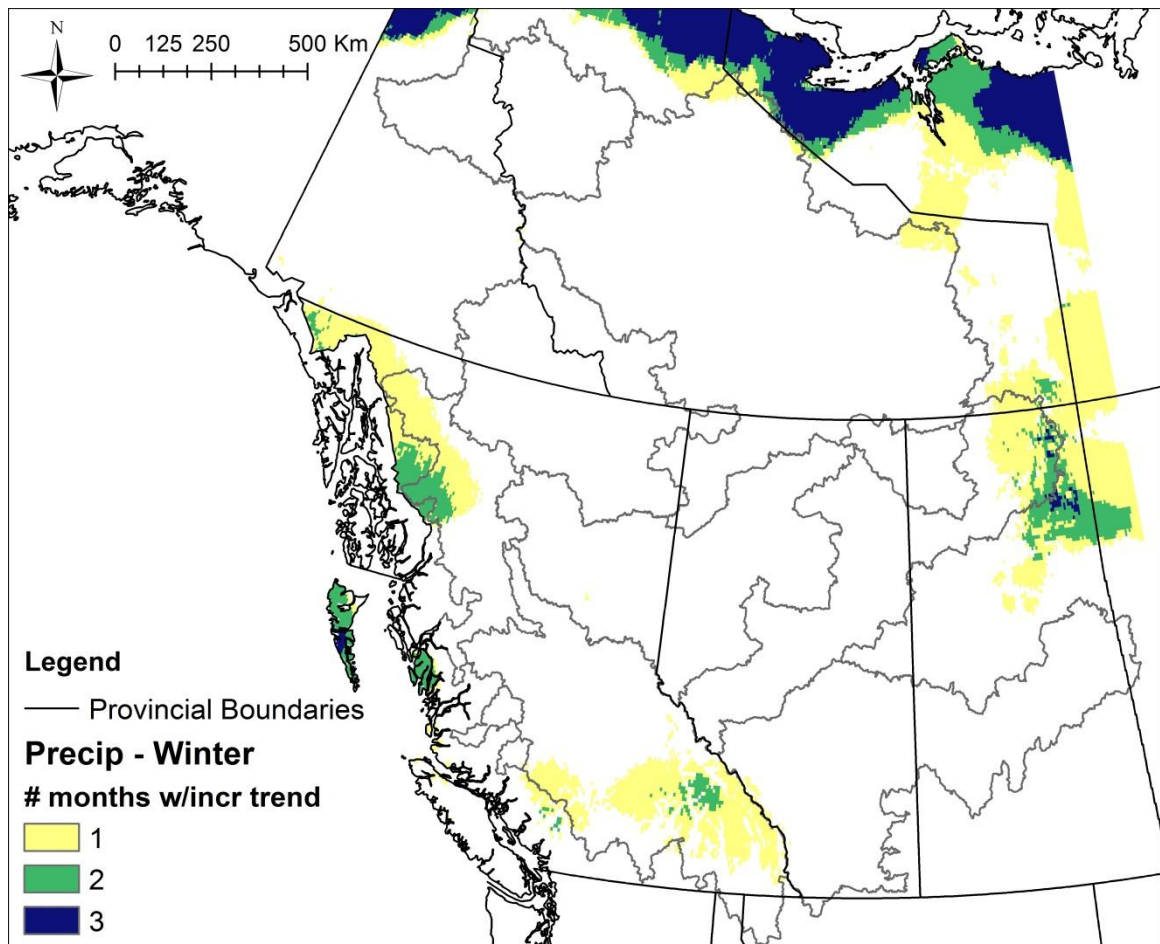 N
0 125 250 500 Km
Legend
Provincial Boundaries
Precip - Winter
# months w/incr trend
1
2
3